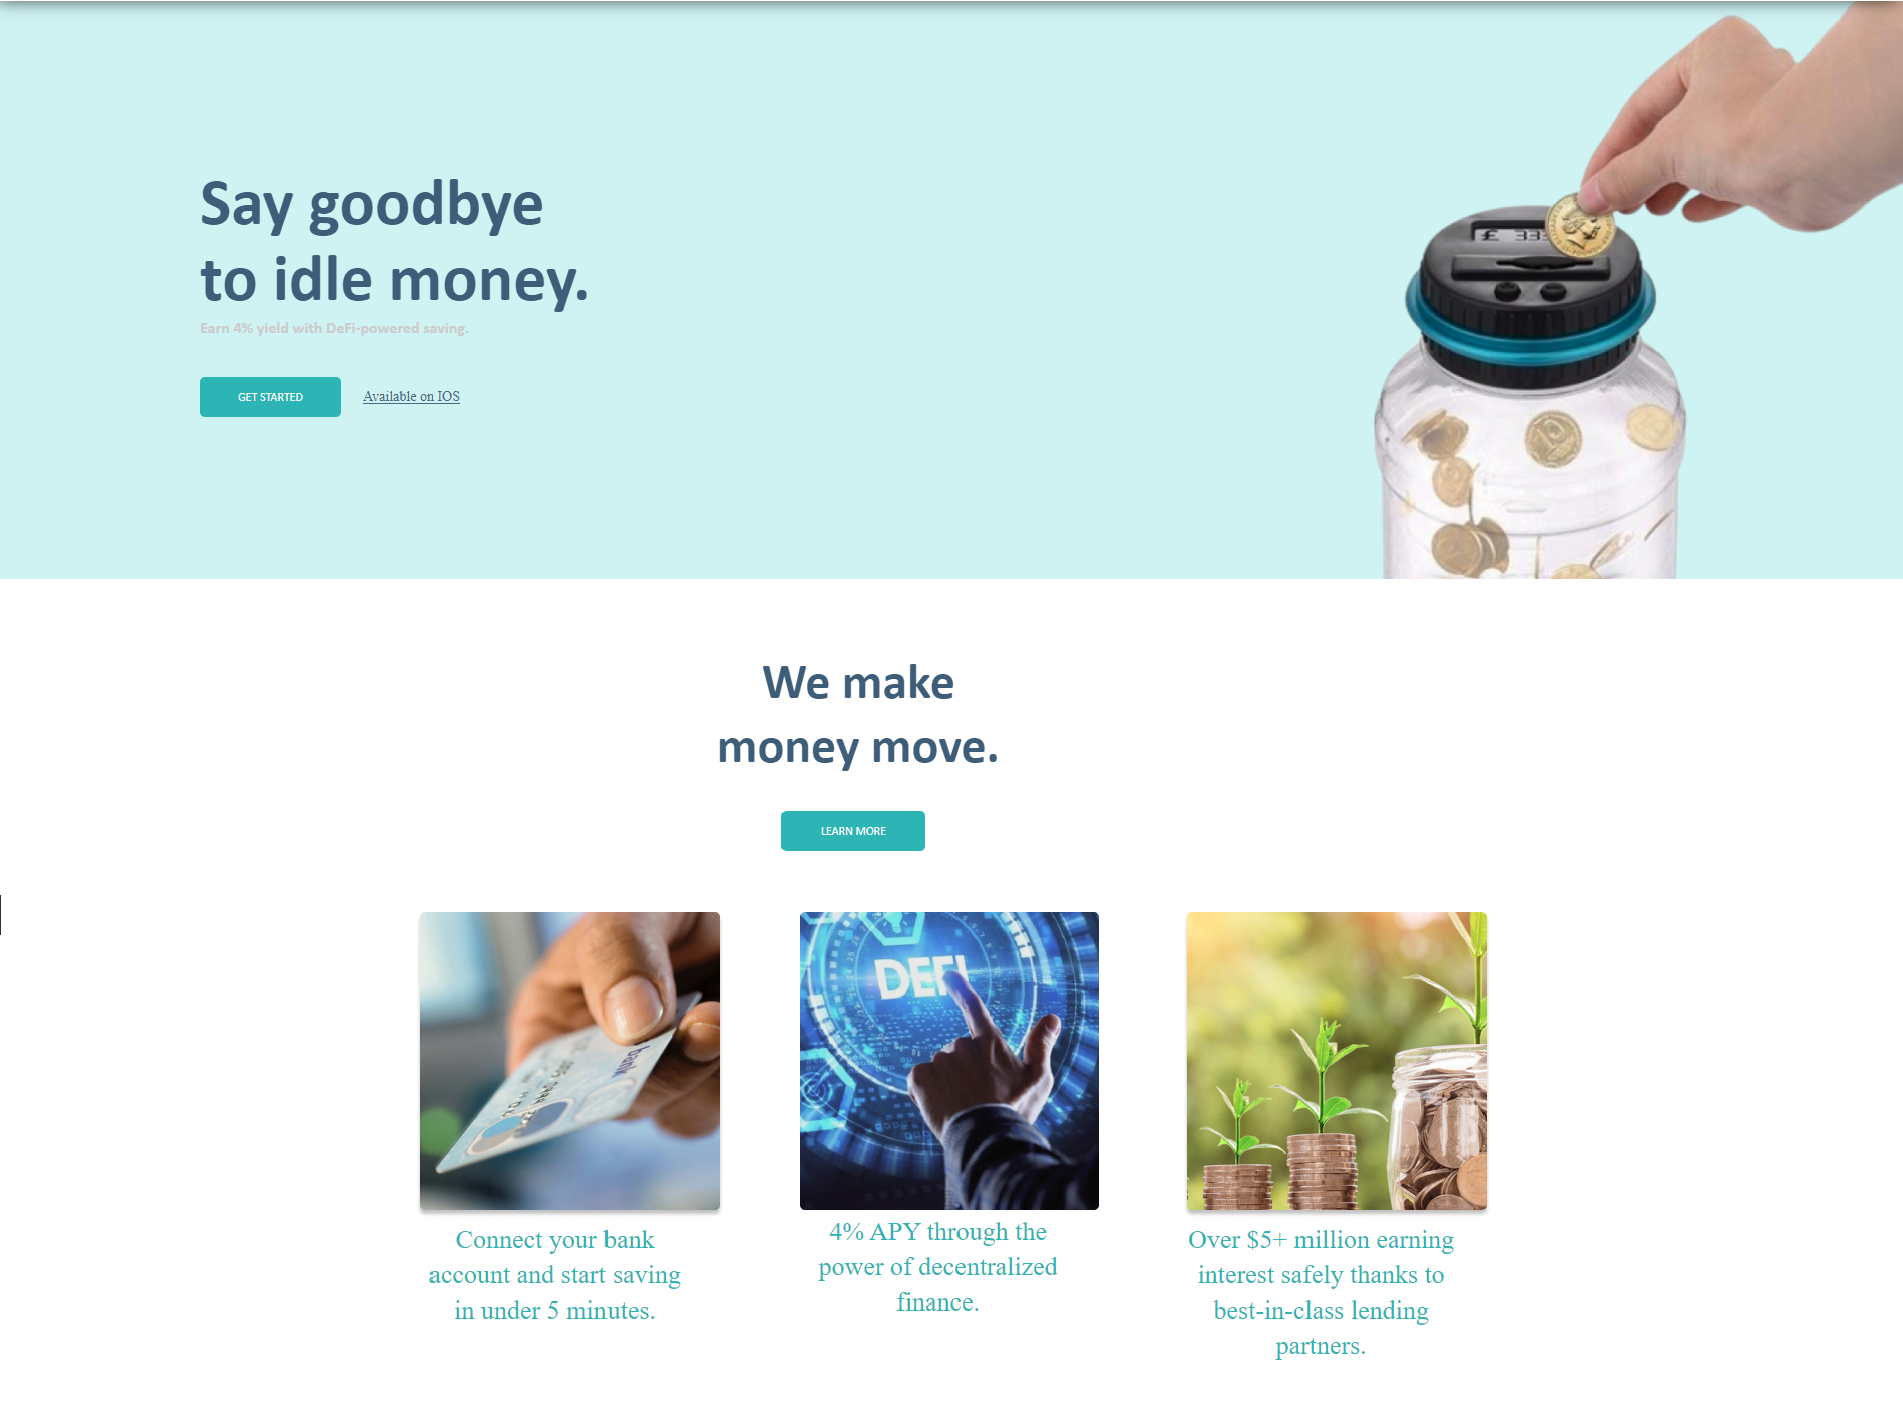 Say goodbye
to idle money.
Earn 4% yield with DeFi-powered saving.
GET STARTED
Available on IOS
£ 333
We make
money move.
LEARN MORE
bank
DEFI
Connect your bank
account and start saving
in under 5 minutes.
4% APY through the
power of decentralized
finance.
Over $5+ million earning
interest safely thanks to
best-in-class lending
partners.